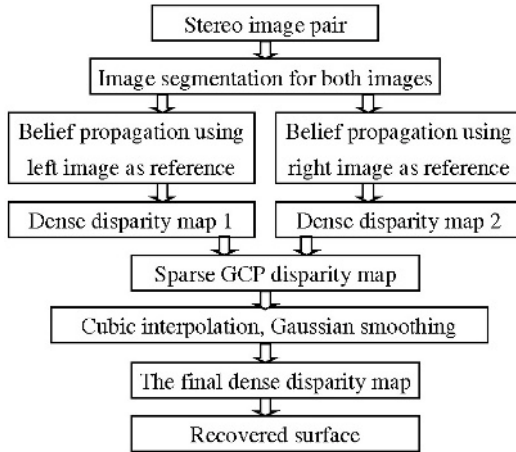 Stereo image pair
Image segmentation for both images
Belief propagation using
left image as reference
Belief propagation using
right image as reference
Dense disparity map 1
Dense disparity map 2
Sparse GCP disparity map
Cubic interpolation, Gaussian smoothing
The final dense disparity map
Recovered surface